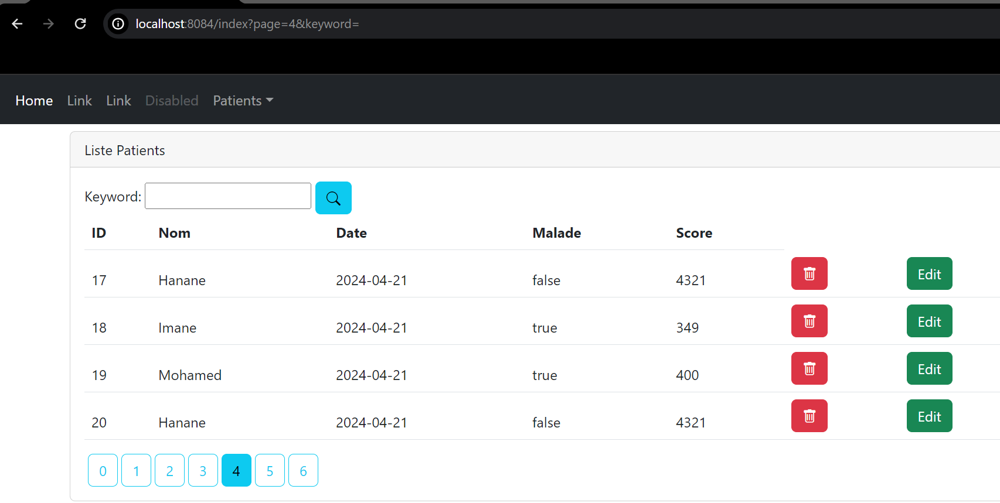 localhost:8084/index?page=4&keyword=
Home Link Link Disabled Patients
Liste Patients
Keyword:
ID Nom Date Malade Score
17 Hanane 2024-04-21 false 4321 Edit
18 Imane 2024-04-21 true 349 Edit
19 Mohamed 2024-04-21 true 400 Edit
20 Hanane 2024-04-21 false 4321 Edit
0 1 2 3 4 5 6